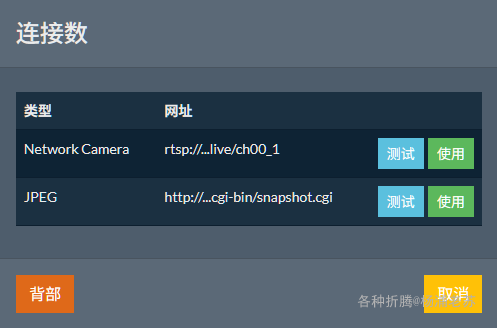 连接数
类型 网址
Network Camera rtsp://...live/ch00_1 测试 使用
JPEG http://...cgi-bin/snapshot.cgi 测试 使用
背部 取消
各种折腾@